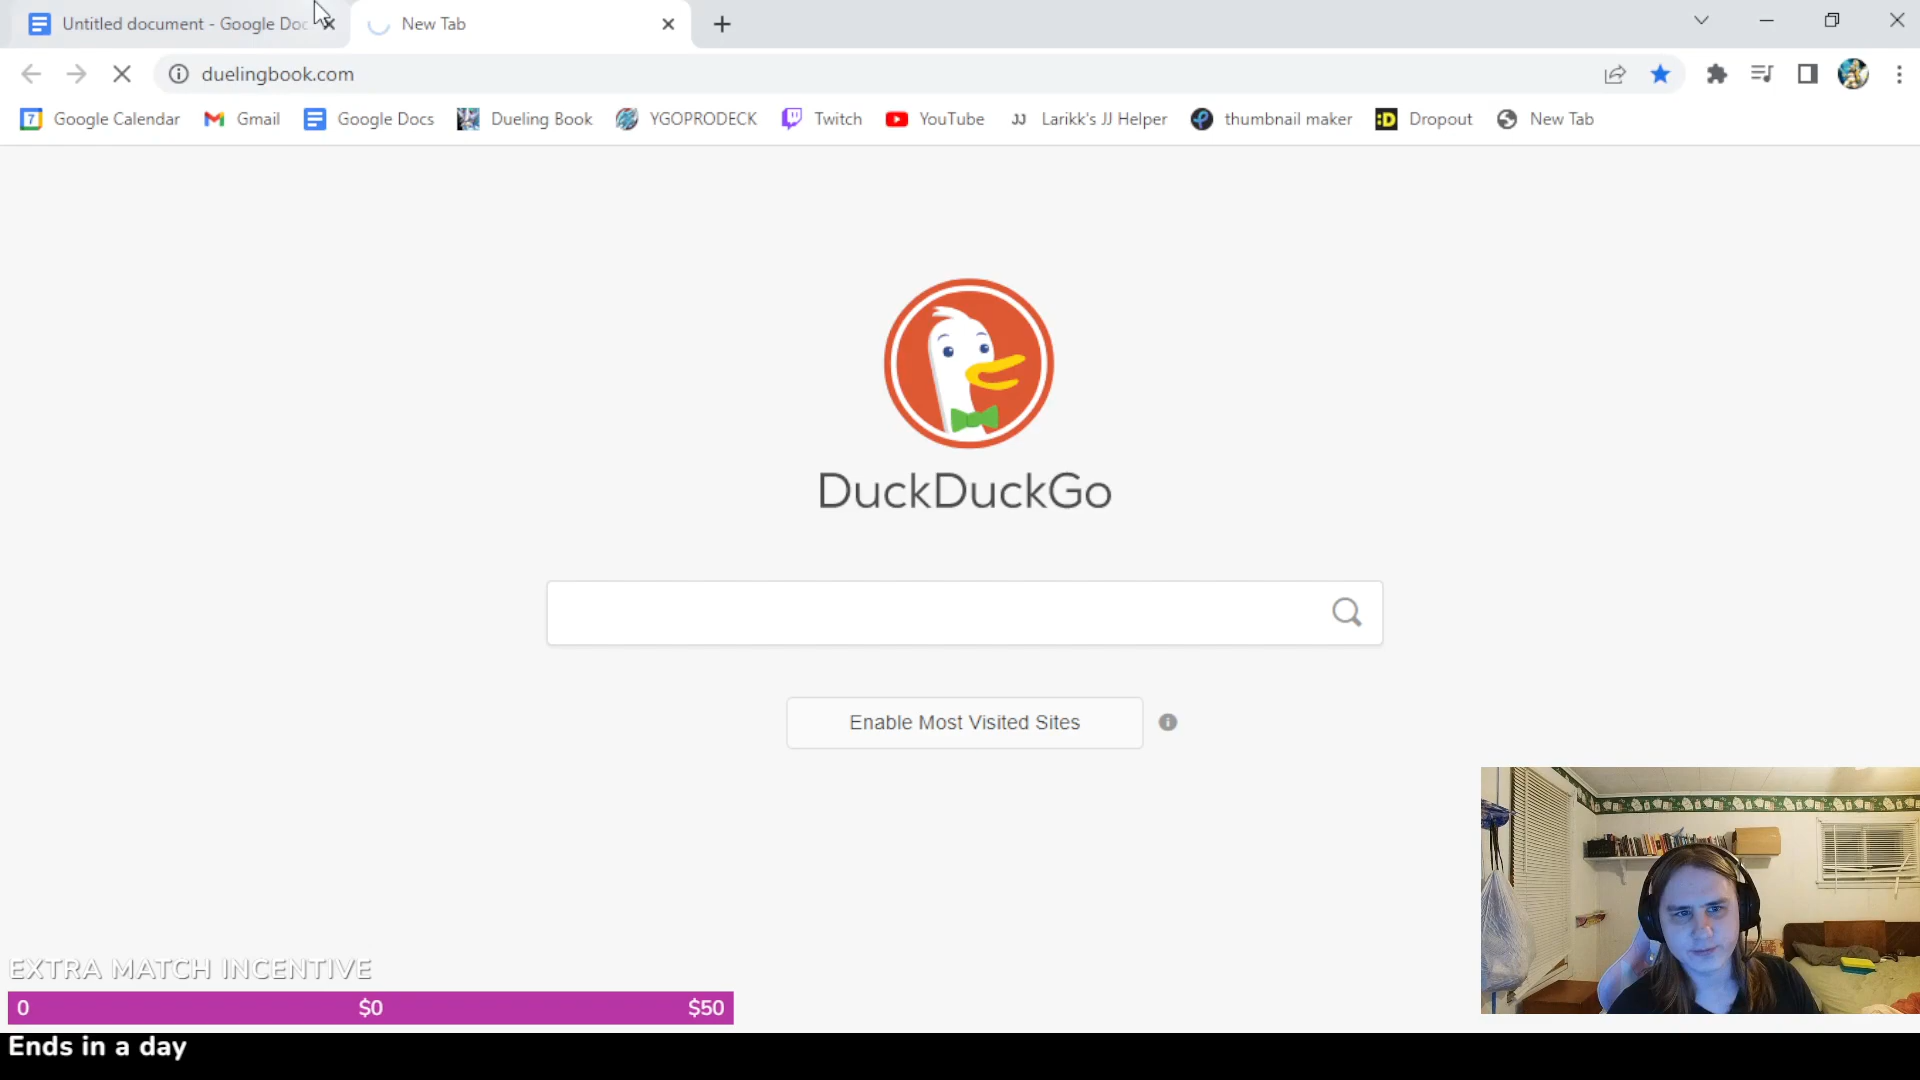 Untitled document - Google Doc
New Tab
duelingbook.com
7 Google Calendar Gmail Google Docs Dueling Book YGOPRODECK Twitch YouTube JJ Larikk's JJ Helper thumbnail maker :D Dropout New Tab
DuckDuckGo
Enable Most Visited Sites
EXTRA MATCH INCENTIVE
0 $0 $50
Ends in a day